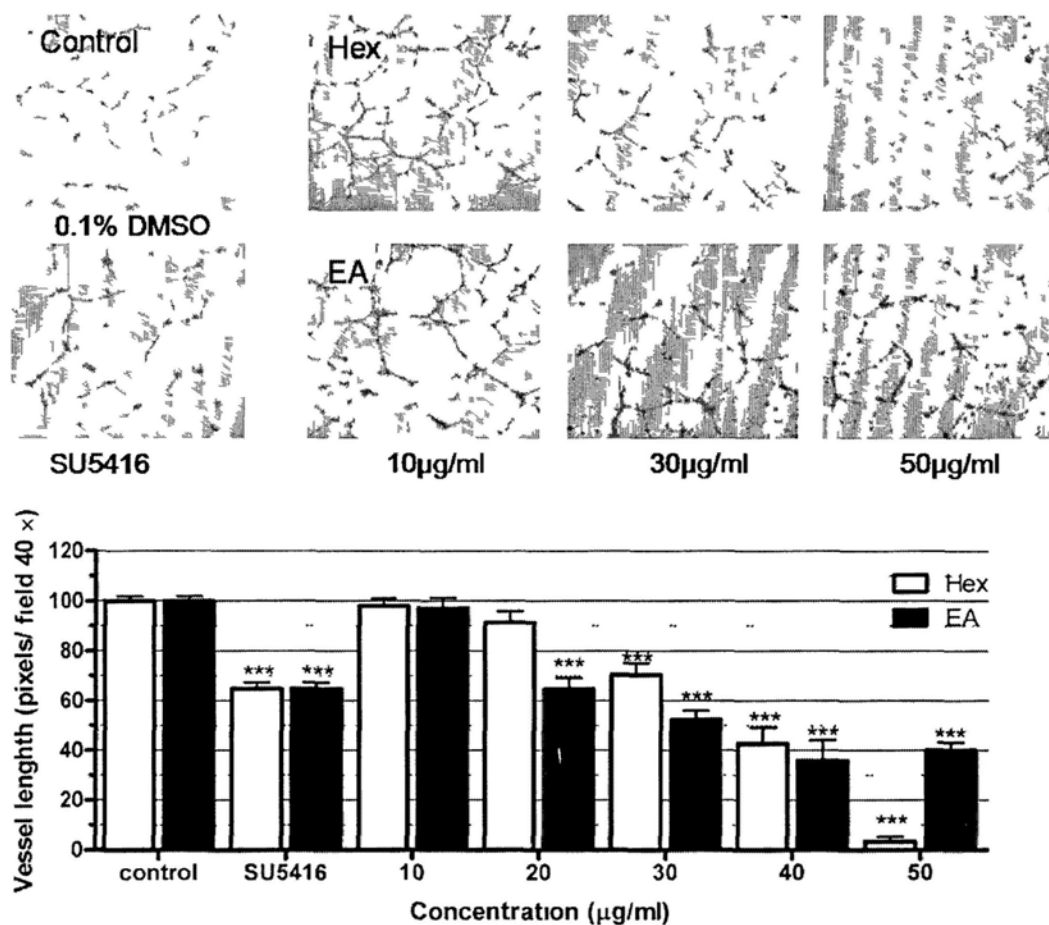 Control
Hex
0.1% DMSO
EA
SU5416
10µg/ml
30µg/ml
50µg/ml
Vessel lenghth (pixels/ field 40 ×)
120
100
80
60
40
20
0
Hex
EA
*** ***
***
***
***
***
***
***
***
control
SU5416
10
20
30
40
50
Concentration (µg/ml)